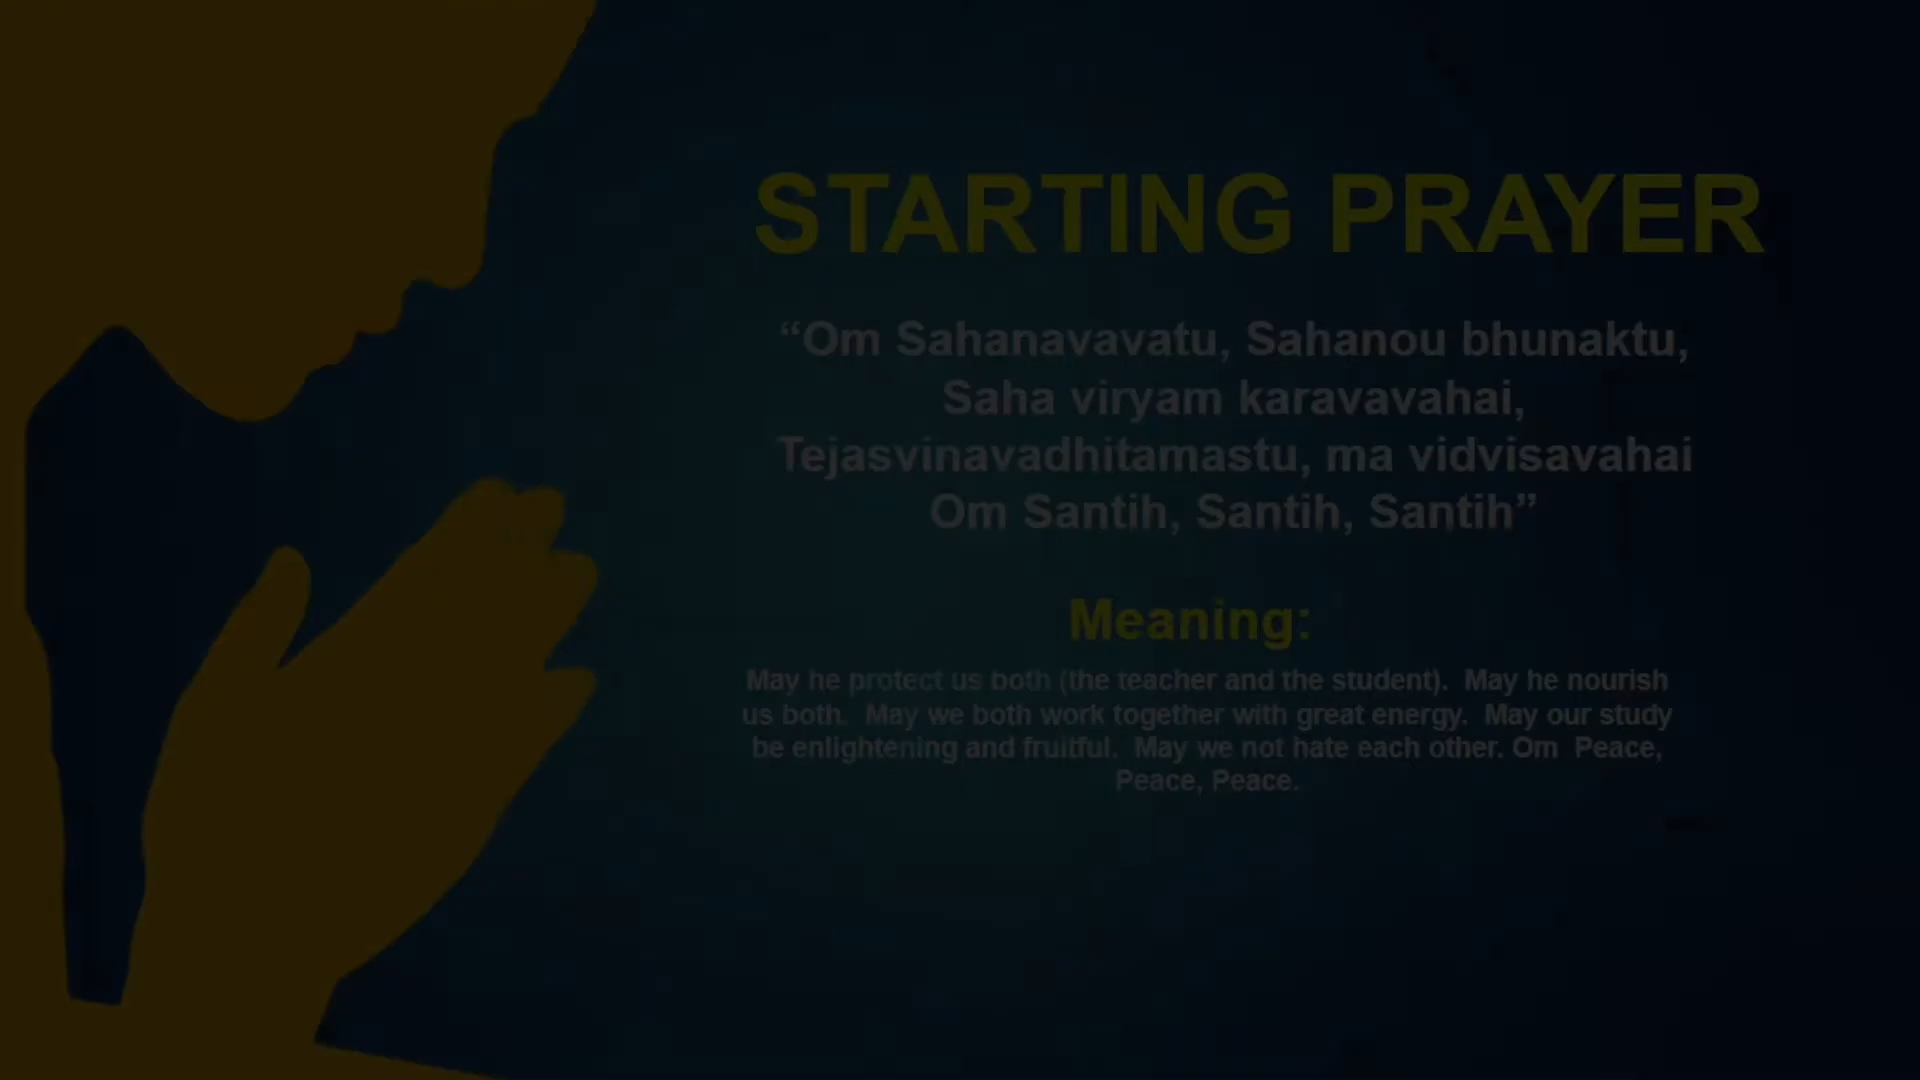 STARTING PRAYER
“Om Sahanavavatu, Sahanou bhunaktu,
Saha viryam karavavahai,
Tejasvinavadhitamastu, ma vidvisavahai
Om Santih, Santih, Santih”
Meaning:
May he protect us both (the teacher and the student).  May he nourish
us both.  May we both work together with great energy.  May our study
be enlightening and fruitful.  May we not hate each other. Om  Peace,
Peace, Peace.